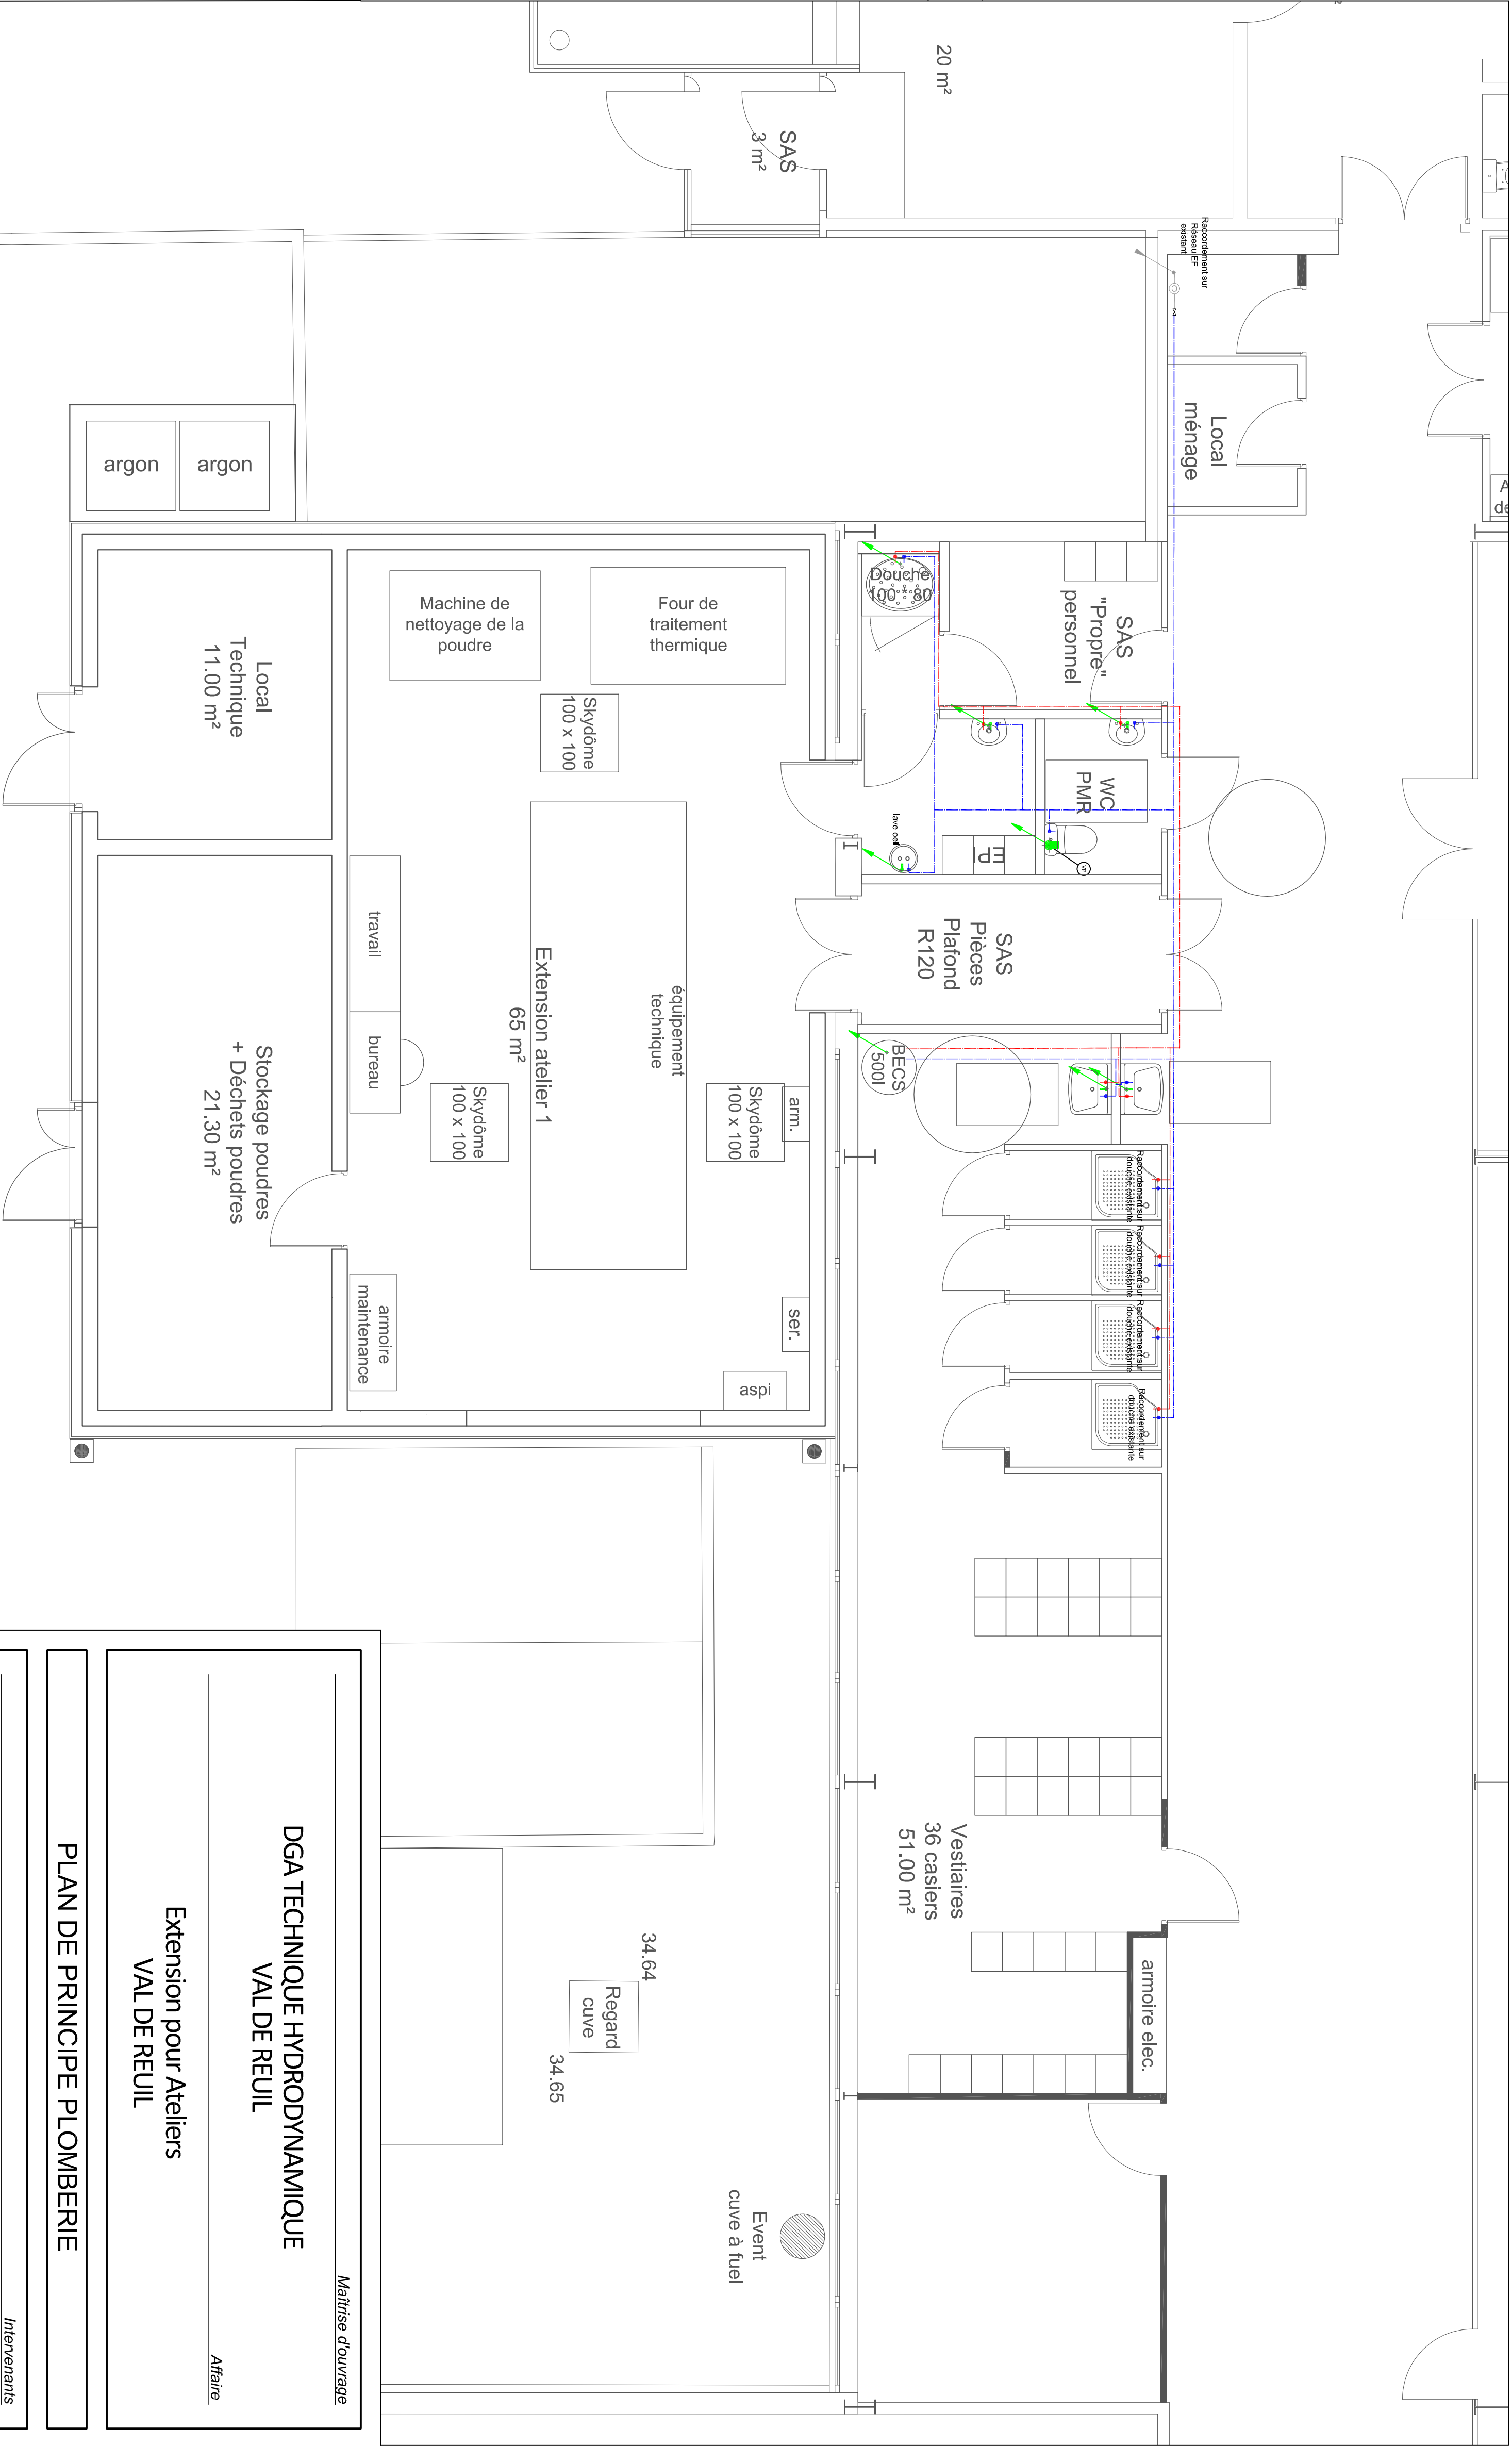 20 m²
SAS
3 m²
Raccordement sur
Réseau EF
existant
Local
ménage
argon
argon
Douche
100 * 80
SAS
"Propre"
personnel
WC
PMR
VP
EPI
lave oeil
SAS
Pièces
Plafond
R120
BECS
500l
Raccordement sur
douche existante
Raccordement sur
douche existante
Raccordement sur
douche existante
Raccordement sur
douche existante
Vestiaires
36 casiers
51.00 m²
armoire elec.
Machine de
nettoyage de la
poudre
Four de
traitement
thermique
Skydôme
100 x 100
Local
Technique
11.00 m²
équipement
technique
Extension atelier 1
65 m²
travail
bureau
Skydôme
100 x 100
Skydôme
100 x 100
arm.
ser.
aspi
armoire
maintenance
Stockage poudres
+ Déchets poudres
21.30 m²
34.64
Regard
cuve
34.65
Event
cuve à fuel
Maîtrise d'ouvrage
DGA TECHNIQUE HYDRODYNAMIQUE
VAL DE REUIL
Affaire
Extension pour Ateliers
VAL DE REUIL
PLAN DE PRINCIPE PLOMBERIE
Intervenants